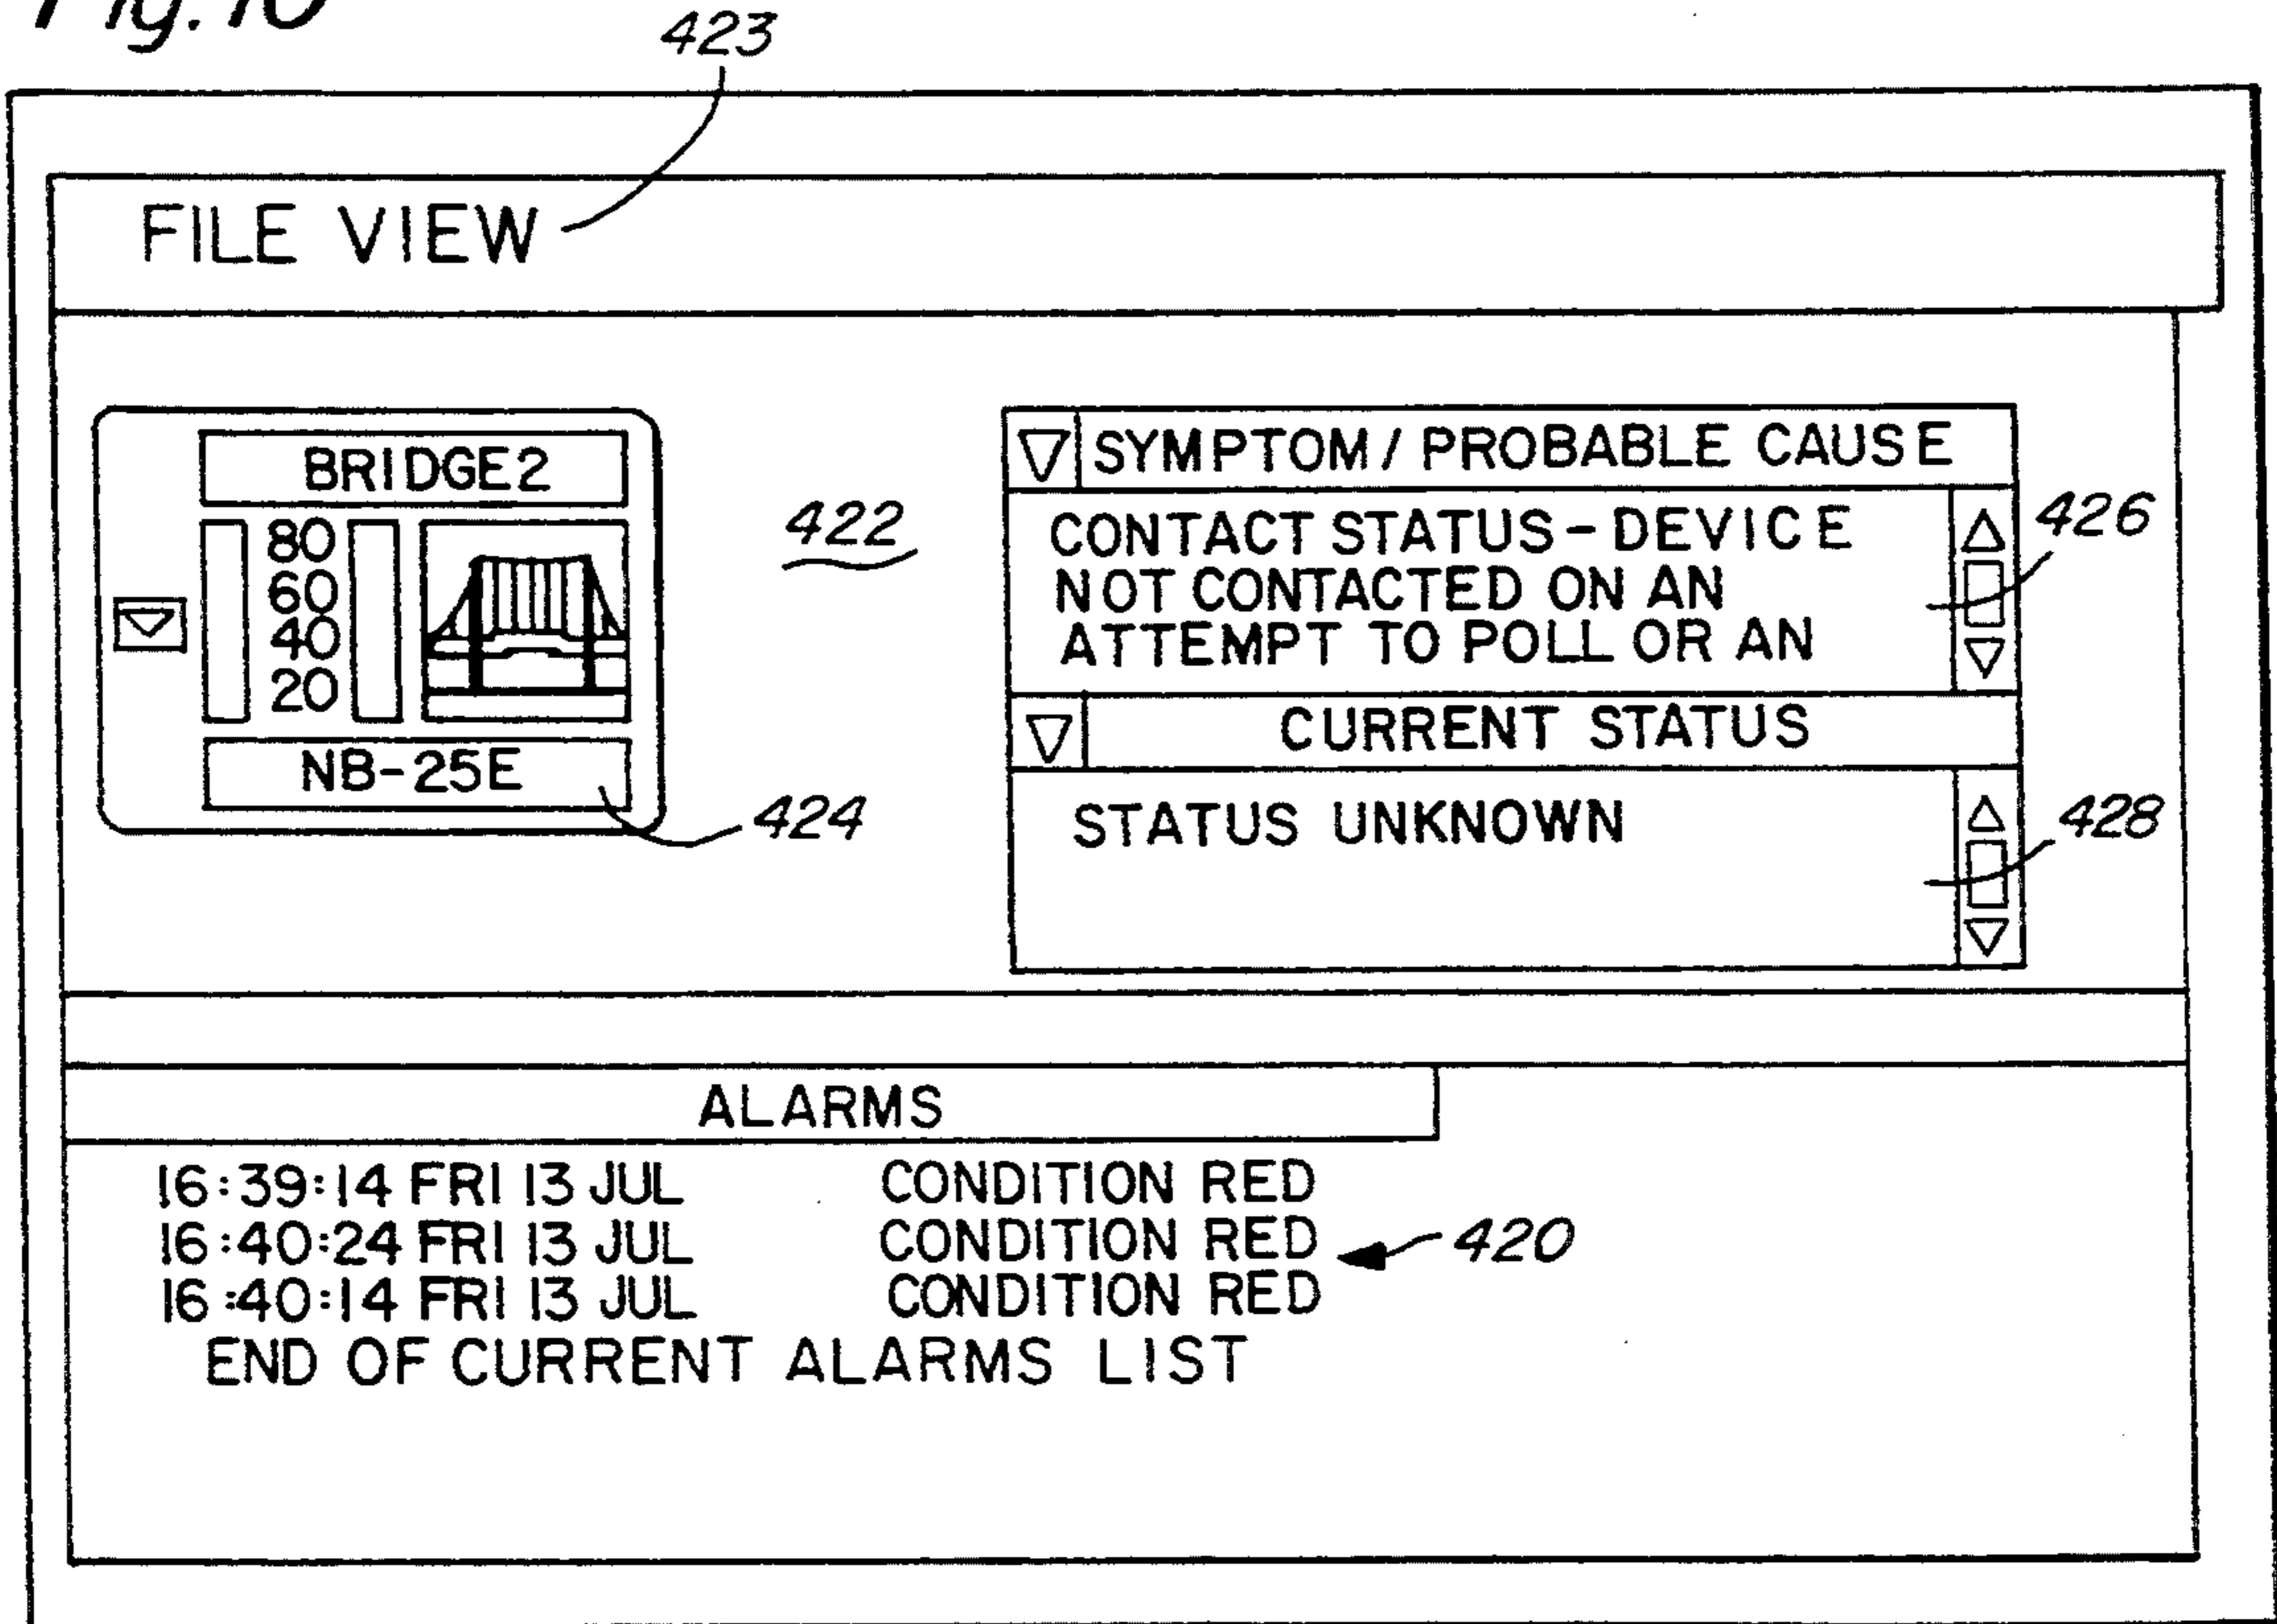 Fig. 10
423
FILE VIEW
BRIDGE2
80
60
40
20
NB-25E
422
424
SYMPTOM / PROBABLE CAUSE
CONTACT STATUS - DEVICE
NOT CONTACTED ON AN
ATTEMPT TO POLL OR AN
426
CURRENT STATUS
STATUS UNKNOWN
428
ALARMS
16:39:14 FRI 13 JUL CONDITION RED
16:40:24 FRI 13 JUL CONDITION RED
16:40:14 FRI 13 JUL CONDITION RED
420
END OF CURRENT ALARMS LIST